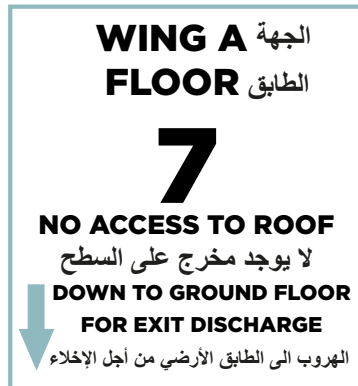 WING A الجهة
FLOOR الطابق
7
NO ACCESS TO ROOF
لا يوجد مخرج على السطح
DOWN TO GROUND FLOOR
FOR EXIT DISCHARGE
الهروب الى الطابق الأرضي من أجل الإخلاء